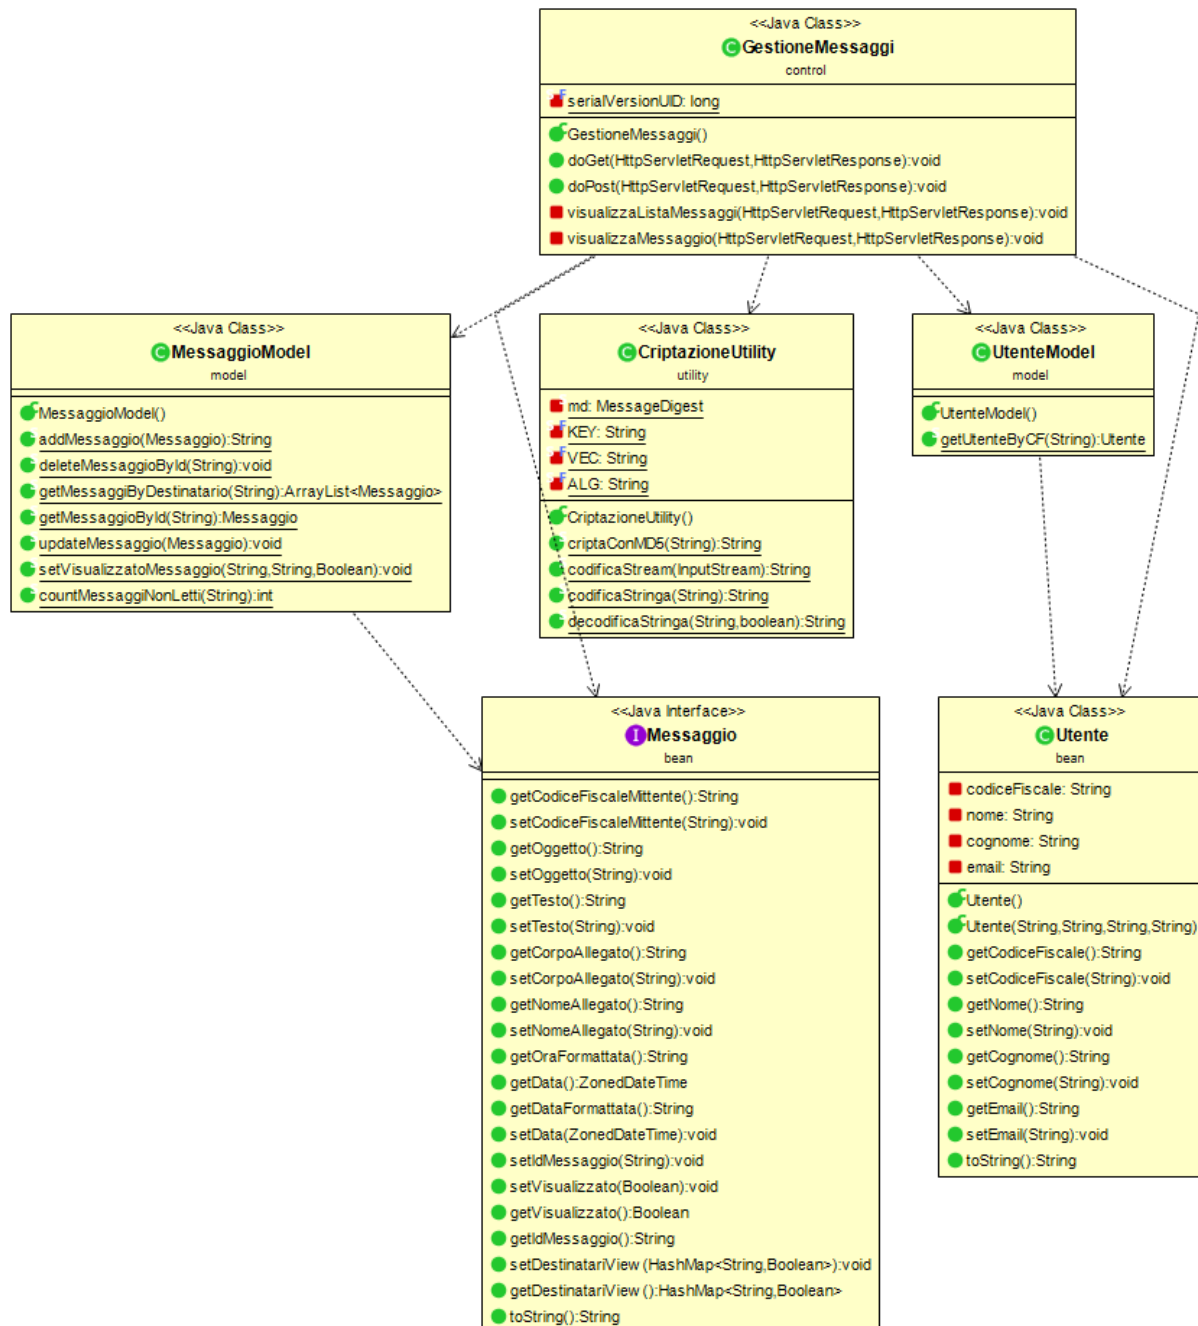 <<Java Class>>
GestioneMessaggi
control
serialVersionUID: long
GestioneMessaggi()
doGet(HttpServletRequest,HttpServletResponse):void
doPost(HttpServletRequest,HttpServletResponse):void
visualizzaListaMessaggi(HttpServletRequest,HttpServletResponse):void
visualizzaMessaggio(HttpServletRequest,HttpServletResponse):void
<<Java Class>>
MessaggioModel
model
MessaggioModel()
addMessaggio(Messaggio):String
deleteMessaggioById(String):void
getMessaggiByDestinatario(String):ArrayList<Messaggio>
getMessaggioById(String):Messaggio
updateMessaggio(Messaggio):void
setVisualizzatoMessaggio(String,String,Boolean):void
countMessaggiNonLetti(String):int
<<Java Class>>
CriptazioneUtility
utility
md: MessageDigest
KEY: String
VEC: String
ALG: String
CriptazioneUtility()
criptaConMD5(String):String
codificaStream(InputStream):String
codificaStringa(String):String
decodificaStringa(String,boolean):String
<<Java Class>>
UtenteModel
model
UtenteModel()
getUtenteByCF(String):Utente
<<Java Interface>>
Messaggio
bean
getCodiceFiscaleMittente():String
setCodiceFiscaleMittente(String):void
getOggetto():String
setOggetto(String):void
getTesto():String
setTesto(String):void
getCorpoAllegato():String
setCorpoAllegato(String):void
getNomeAllegato():String
setNomeAllegato(String):void
getOraFormattata():String
getData():ZonedDateTime
getDataFormattata():String
setData(ZonedDateTime):void
setIdMessaggio(String):void
setVisualizzato(Boolean):void
getVisualizzato():Boolean
getIdMessaggio():String
setDestinatariView(HashMap<String,Boolean>):void
getDestinatariView():HashMap<String,Boolean>
toString():String
<<Java Class>>
Utente
bean
codiceFiscale: String
nome: String
cognome: String
email: String
Utente()
Utente(String,String,String,String)
getCodiceFiscale():String
setCodiceFiscale(String):void
getNome():String
setNome(String):void
getCognome():String
setCognome(String):void
getEmail():String
setEmail(String):void
toString():String